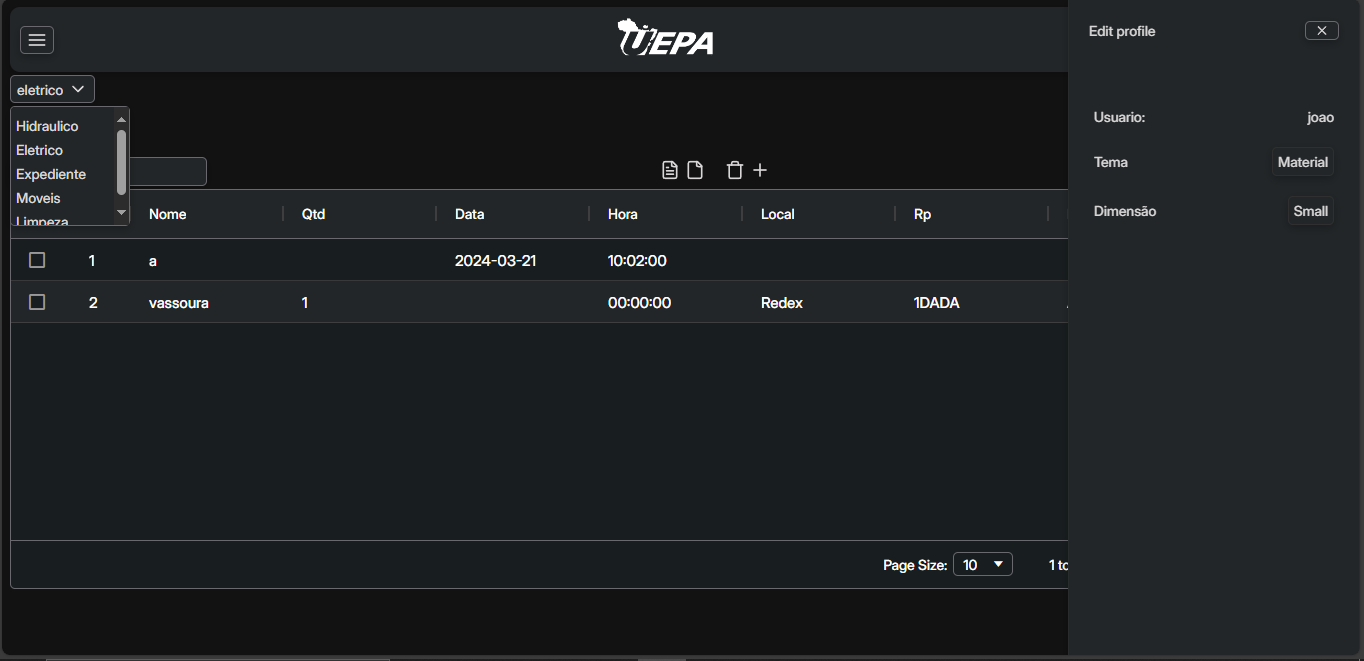 UEPA
Edit profile
eletrico
Hidraulico
Eletrico
Expediente
Moveis
Limpeza
Usuario: joao
Tema Material
Dimensão Small
Nome Qtd Data Hora Local Rp
1 a 2024-03-21 10:02:00
2 vassoura 1 00:00:00 Redex 1DADA
Page Size: 10 1 to